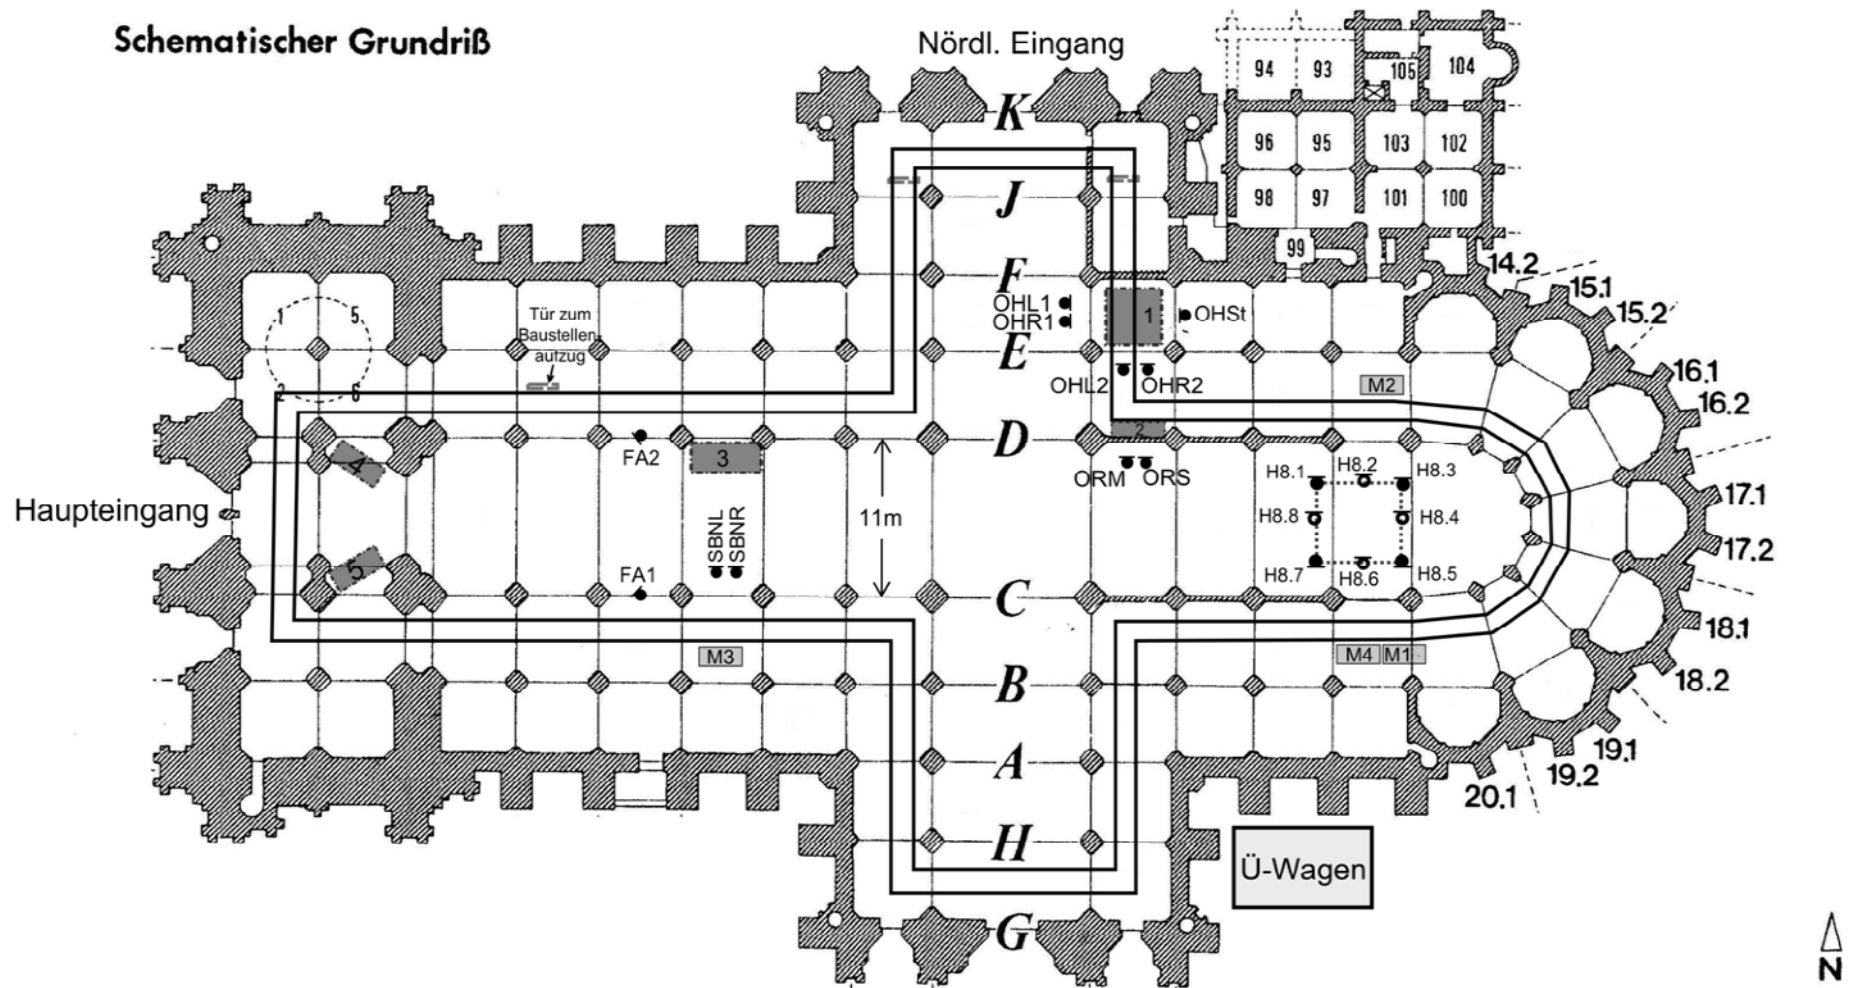 Schematischer Grundriß
Nördl. Eingang
94
93
105
104
K
96
95
103
102
J
98
97
101
100
99
14.2
F
15.1
OHL1
OHR1
1
OHSt
15.2
1
5
Tür zum
Baustellen
aufzug
E
OHL2
OHR2
M2
16.1
2
6
16.2
D
2
FA2
3
4
11m
ORM
ORS
H8.1
H8.2
H8.3
17.1
Haupteingang
SBNL
SBNR
H8.8
H8.4
17.2
5
FA1
H8.7
H8.6
H8.5
C
18.1
M3
M4
M1
B
18.2
19.1
A
19.2
20.1
H
Ü-Wagen
G
N